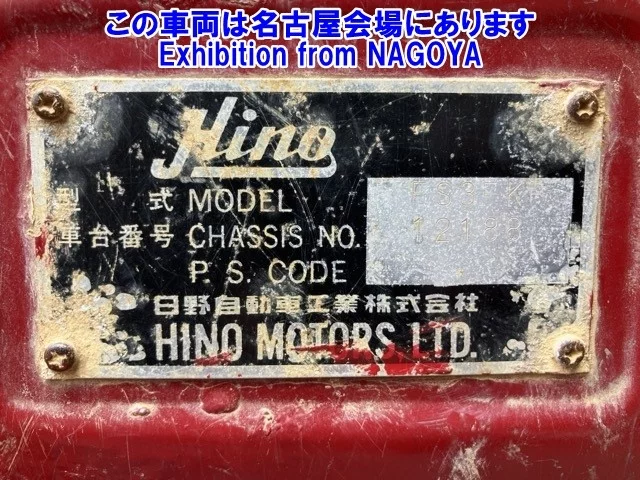 この車両は名古屋会場にあります
Exhibition from NAGOYA
Hino
型 式 MODEL
車台番号 CHASSIS NO.
P. S. CODE
日野自動車工業株式会社
HINO MOTORS LTD.